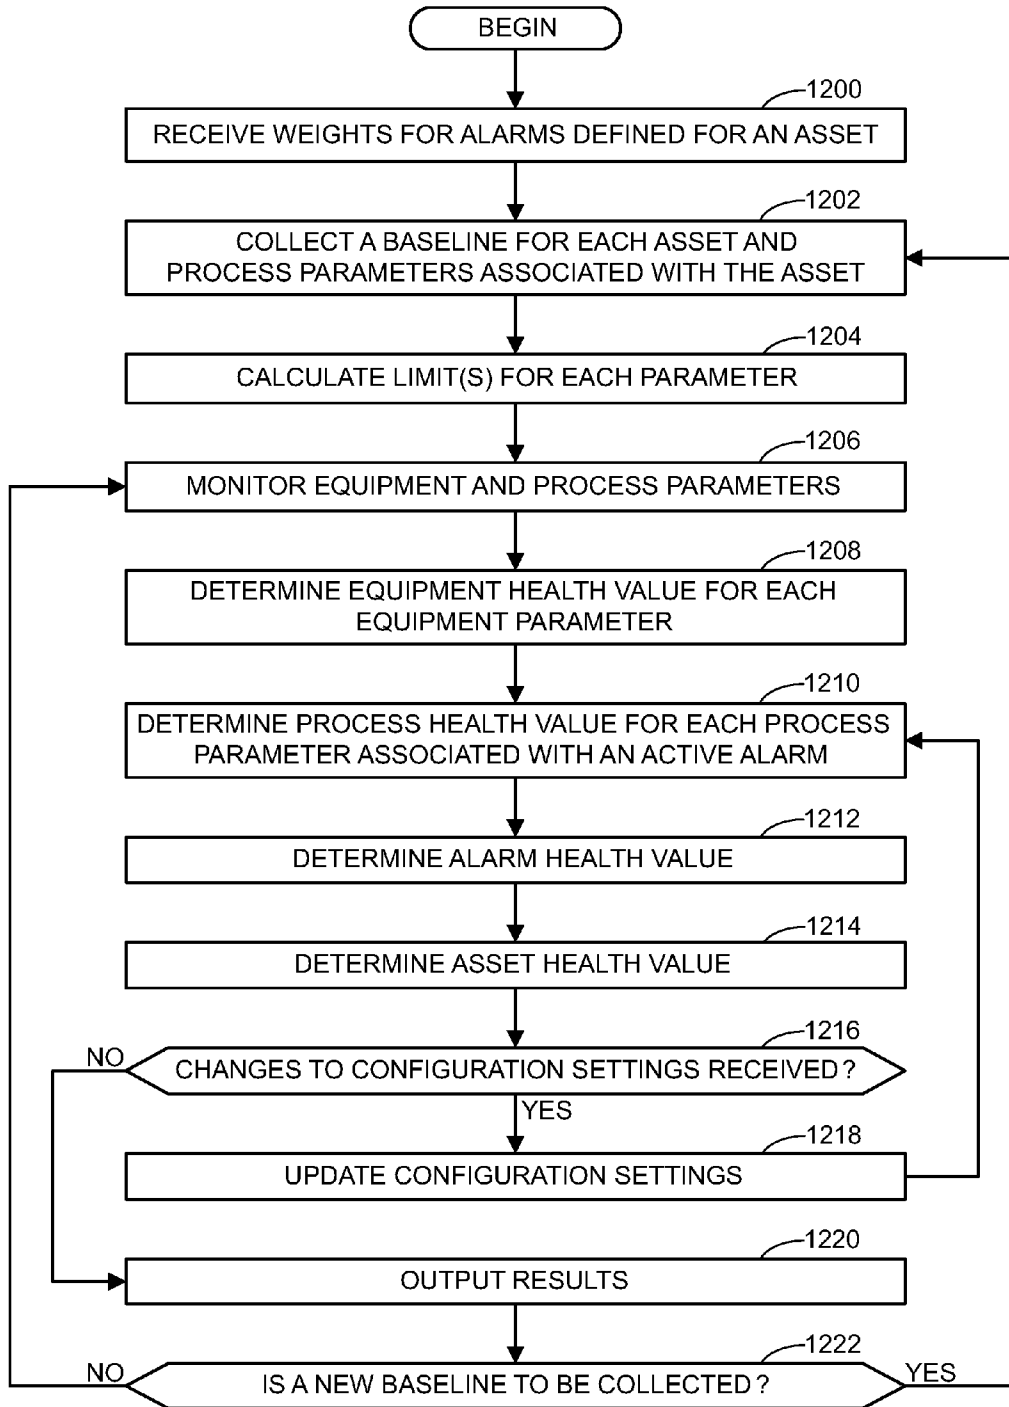 BEGIN
1200
RECEIVE WEIGHTS FOR ALARMS DEFINED FOR AN ASSET
1202
COLLECT A BASELINE FOR EACH ASSET AND
PROCESS PARAMETERS ASSOCIATED WITH THE ASSET
1204
CALCULATE LIMIT(S) FOR EACH PARAMETER
1206
MONITOR EQUIPMENT AND PROCESS PARAMETERS
1208
DETERMINE EQUIPMENT HEALTH VALUE FOR EACH
EQUIPMENT PARAMETER
1210
DETERMINE PROCESS HEALTH VALUE FOR EACH PROCESS
PARAMETER ASSOCIATED WITH AN ACTIVE ALARM
1212
DETERMINE ALARM HEALTH VALUE
1214
DETERMINE ASSET HEALTH VALUE
1216
NO
CHANGES TO CONFIGURATION SETTINGS RECEIVED?
YES
1218
UPDATE CONFIGURATION SETTINGS
1220
OUTPUT RESULTS
1222
NO
IS A NEW BASELINE TO BE COLLECTED?
YES